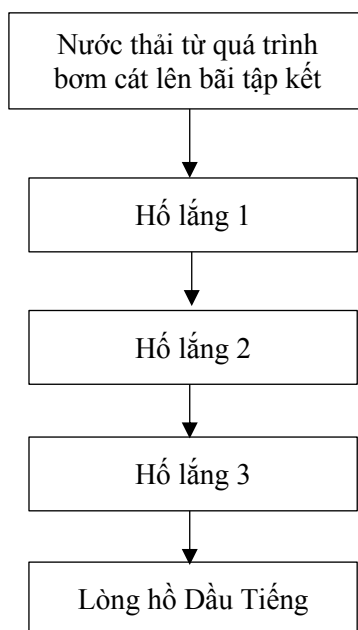 Nước thải từ quá trình
bơm cát lên bãi tập kết
Hố lắng 1
Hố lắng 2
Hố lắng 3
Lòng hồ Dầu Tiếng